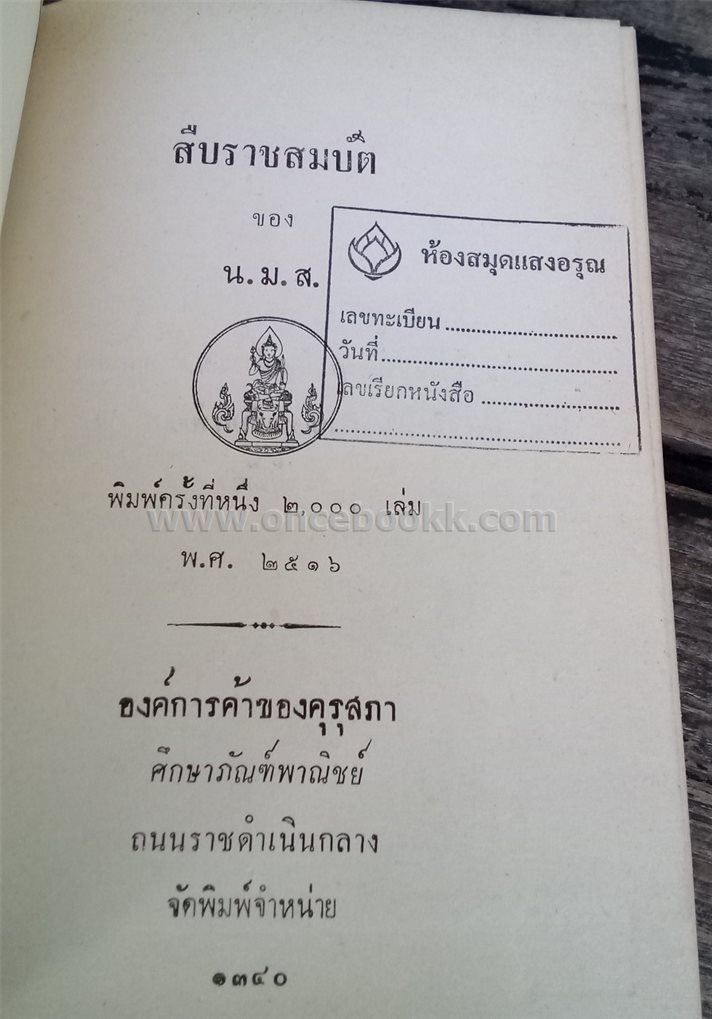 สืบราชสมบัติ
ของ
น.ม.ส.
ห้องสมุดแสงอรุณ
เลขทะเบียน
วันที่
เลขเรียกหนังสือ
พิมพ์ครั้งที่หนึ่ง ๒,๐๐๐ เล่ม
www.oncebookk.com
พ.ศ. ๒๕๑๖
องค์การค้าของคุรุสภา
ศึกษาภัณฑ์พาณิชย์
ถนนราชดำเนินกลาง
จัดพิมพ์จำหน่าย
๑๓๔๐